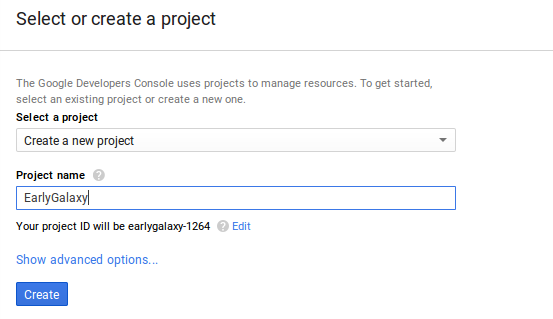 Select or create a project
The Google Developers Console uses projects to manage resources. To get started,
select an existing project or create a new one.
Select a project
Create a new project
Project name ?
EarlyGalaxy
Your project ID will be earlygalaxy-1264 ? Edit
Show advanced options...
Create